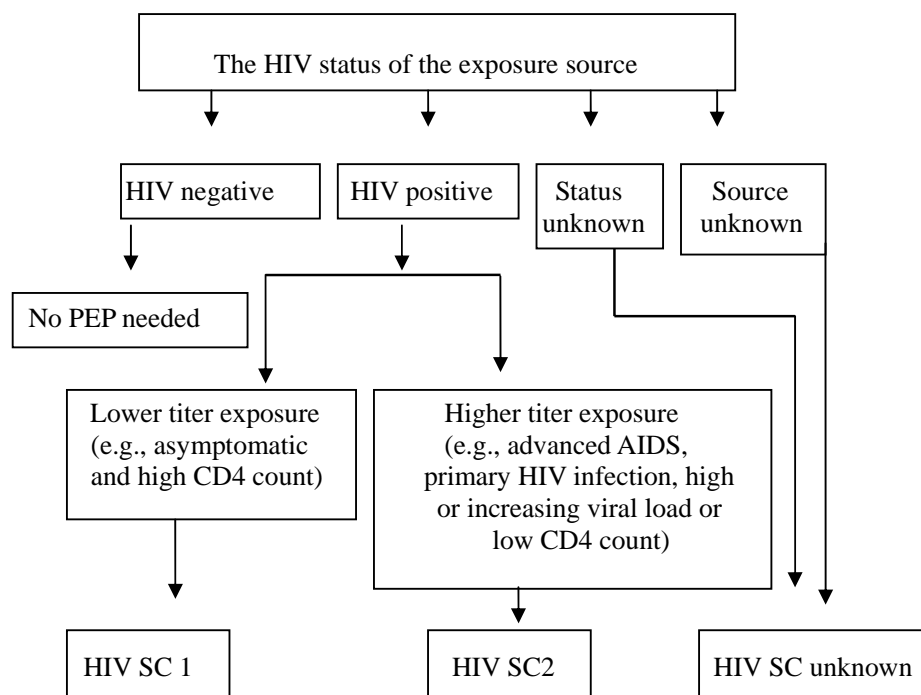 The HIV status of the exposure source
HIV negative
HIV positive
Status
unknown
Source
unknown
No PEP needed
Lower titer exposure
(e.g., asymptomatic
and high CD4 count)
Higher titer exposure
(e.g., advanced AIDS,
primary HIV infection, high
or increasing viral load or
low CD4 count)
HIV SC 1
HIV SC2
HIV SC unknown